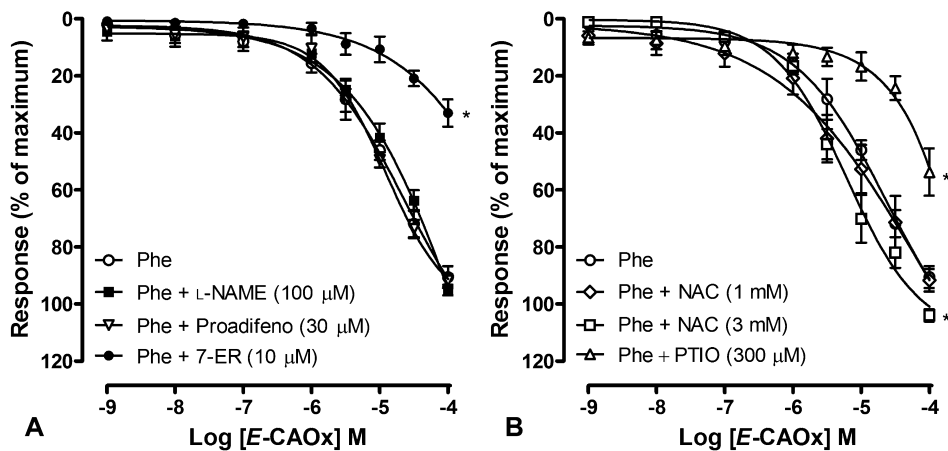 0
20
40
60
80
100
120
Response (% of maximum)
Phe
Phe + L-NAME (100 µM)
Phe + Proadifeno (30 µM)
Phe + 7-ER (10 µM)
*
-9 -8 -7 -6 -5 -4
A
Log [E-CAOx] M
0
20
40
60
80
100
120
Response (% of maximum)
Phe
Phe + NAC (1 mM)
Phe + NAC (3 mM)
Phe + PTIO (300 µM)
*
*
-9 -8 -7 -6 -5 -4
B
Log [E-CAOx] M